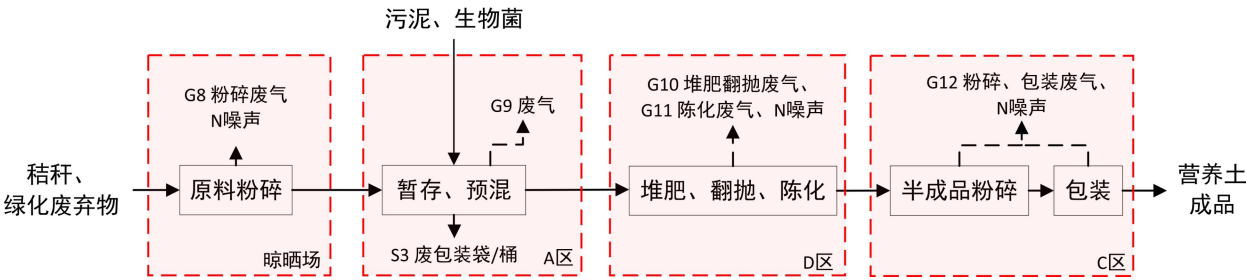 污泥、生物菌
G8 粉碎废气
N噪声
G9 废气
G10 堆肥翻抛废气、
G11 陈化废气、N噪声
G12 粉碎、包装废气、
N噪声
秸秆、
绿化废弃物
原料粉碎
暂存、预混
堆肥、翻抛、陈化
半成品粉碎
包装
营养土
成品
晾晒场
S3 废包装袋/桶
A区
D区
C区